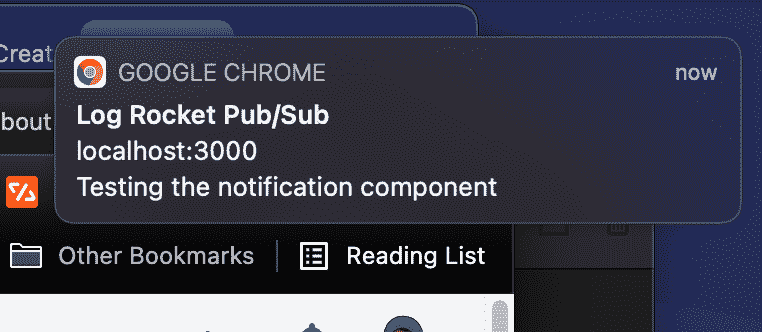 Creat
GOOGLE CHROME now
Log Rocket Pub/Sub
bout
localhost:3000
Testing the notification component
Other Bookmarks Reading List